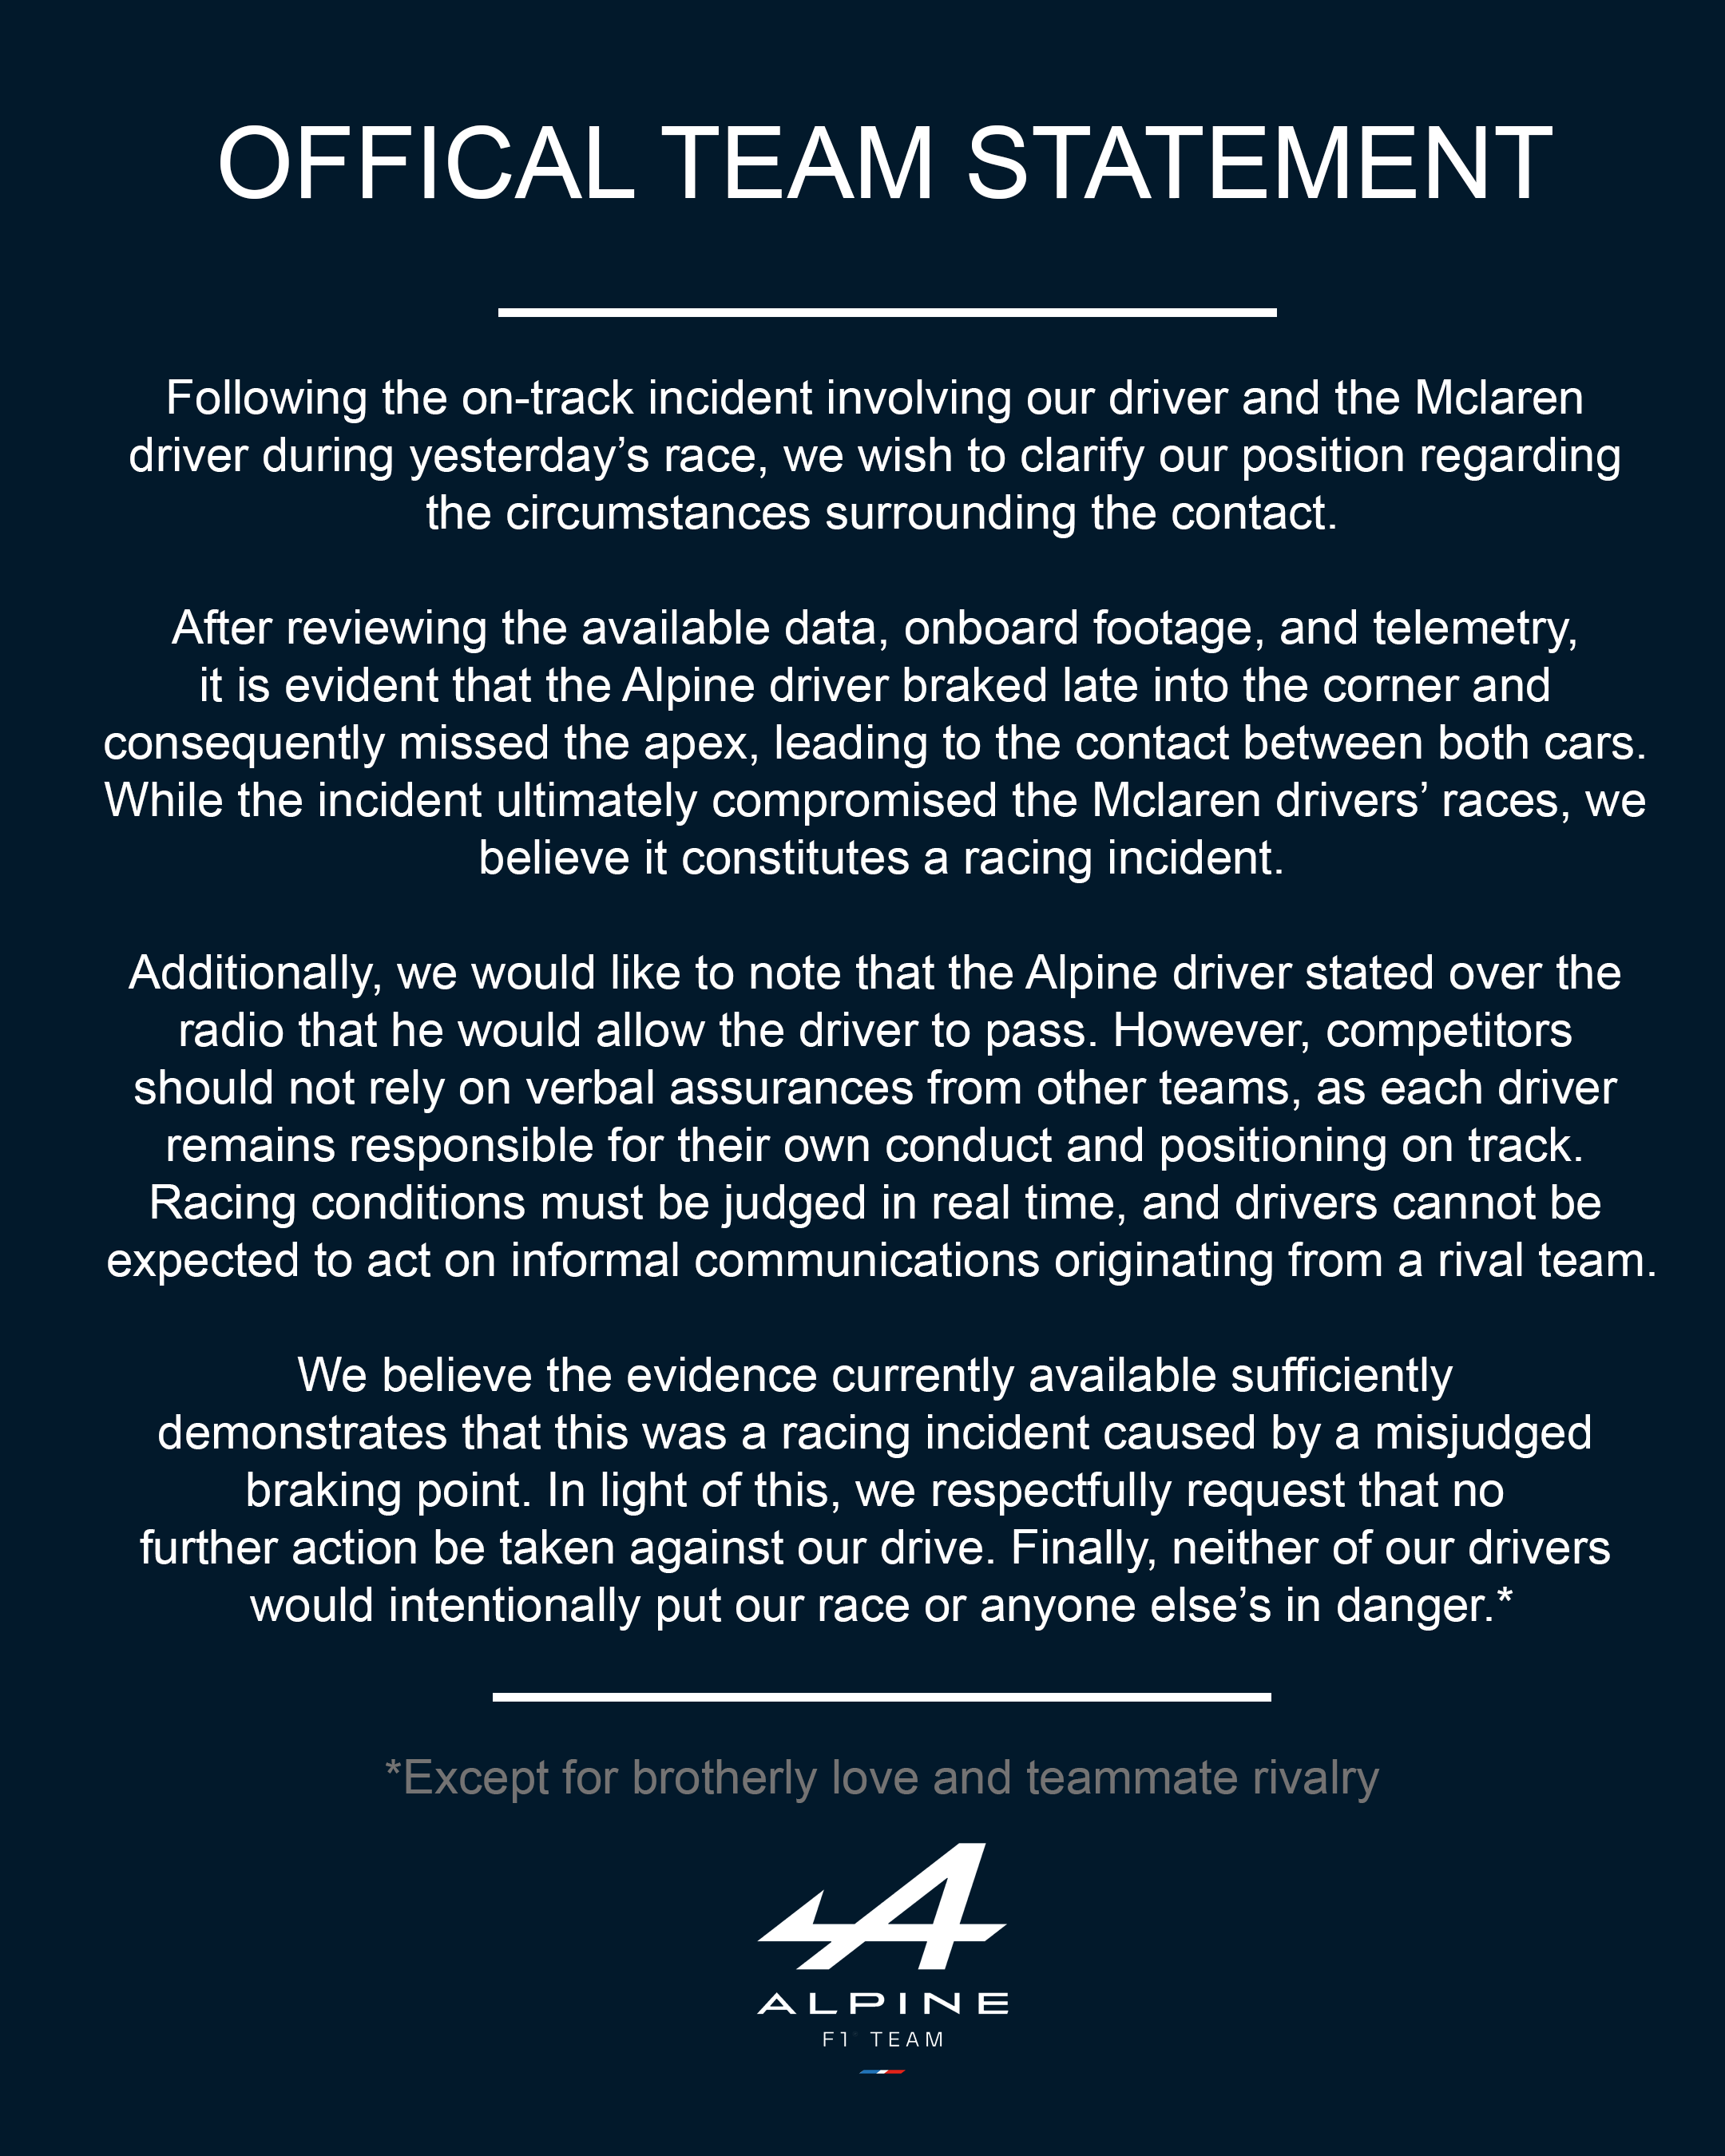 OFFICAL TEAM STATEMENT
Following the on-track incident involving our driver and the Mclaren
driver during yesterday’s race, we wish to clarify our position regarding
the circumstances surrounding the contact.
After reviewing the available data, onboard footage, and telemetry,
it is evident that the Alpine driver braked late into the corner and
consequently missed the apex, leading to the contact between both cars.
While the incident ultimately compromised the Mclaren drivers’ races, we
believe it constitutes a racing incident.
Additionally, we would like to note that the Alpine driver stated over the
radio that he would allow the driver to pass. However, competitors
should not rely on verbal assurances from other teams, as each driver
remains responsible for their own conduct and positioning on track.
Racing conditions must be judged in real time, and drivers cannot be
expected to act on informal communications originating from a rival team.
We believe the evidence currently available sufficiently
demonstrates that this was a racing incident caused by a misjudged
braking point. In light of this, we respectfully request that no
further action be taken against our drive. Finally, neither of our drivers
would intentionally put our race or anyone else’s in danger.*
*Except for brotherly love and teammate rivalry
ALPINE
F1 TEAM